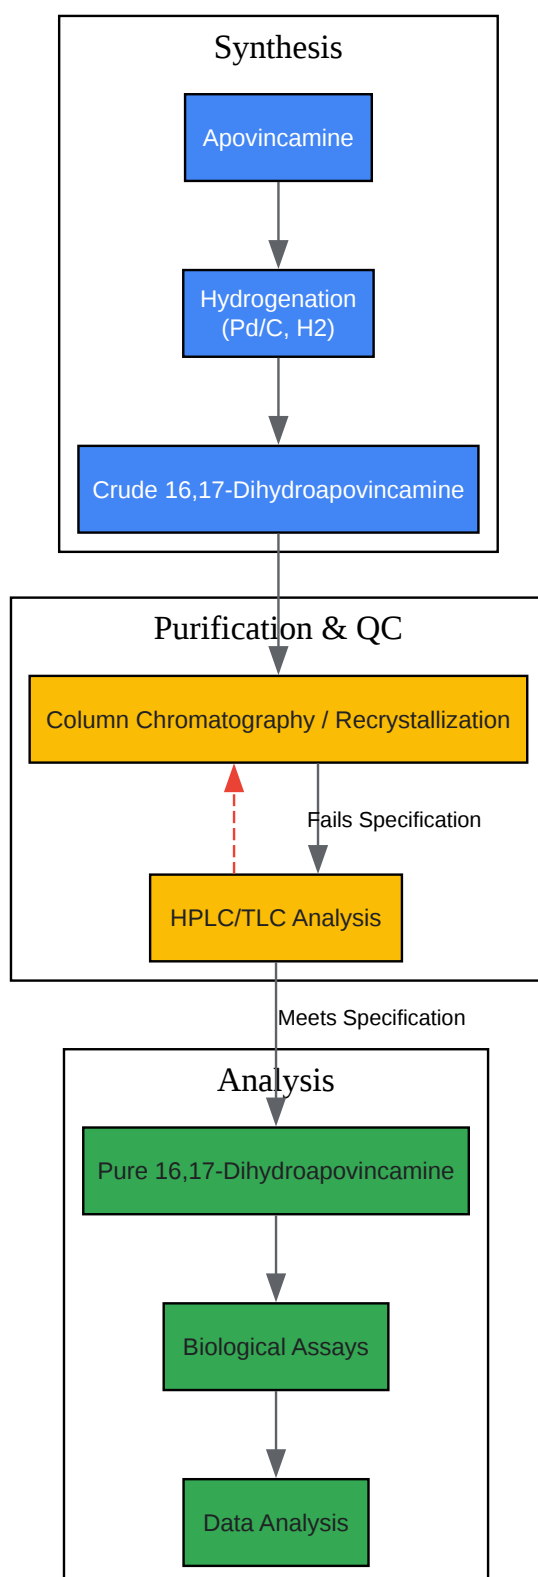 Synthesis
Apovincamine
Hydrogenation
(Pd/C, H2)
Crude 16,17-Dihydroapovincamine
Purification & QC
Column Chromatography / Recrystallization
Fails Specification
HPLC/TLC Analysis
Meets Specification
Analysis
Pure 16,17-Dihydroapovincamine
Biological Assays
Data Analysis